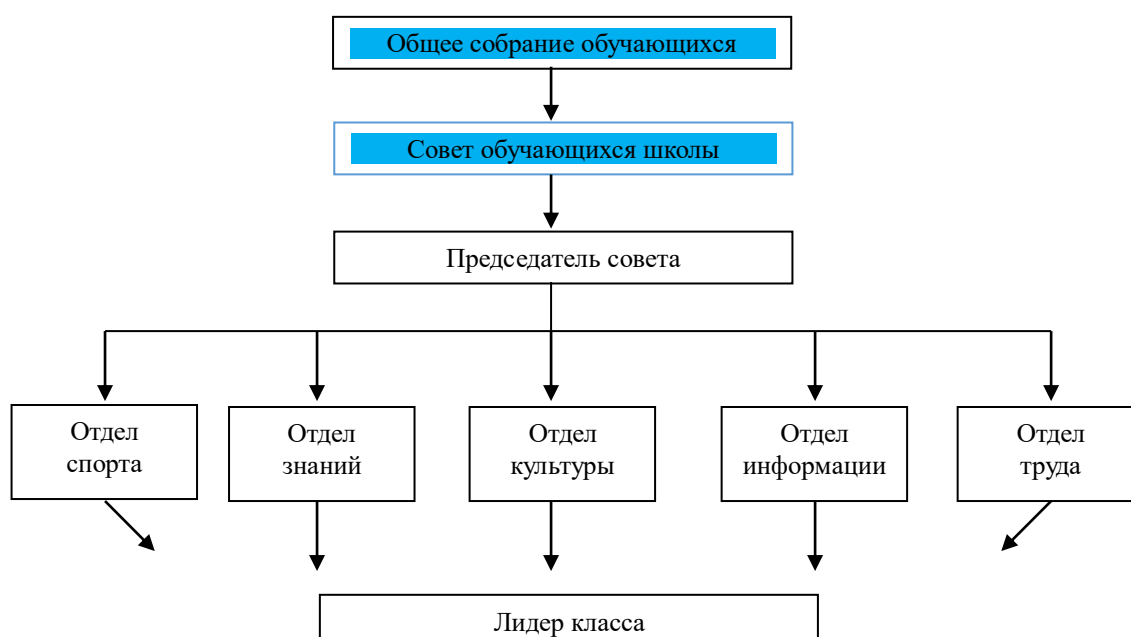 Общее собрание обучающихся
Совет обучающихся школы
Председатель совета
Отдел
спорта
Отдел
знаний
Отдел
культуры
Отдел
информации
Отдел
труда
Лидер класса